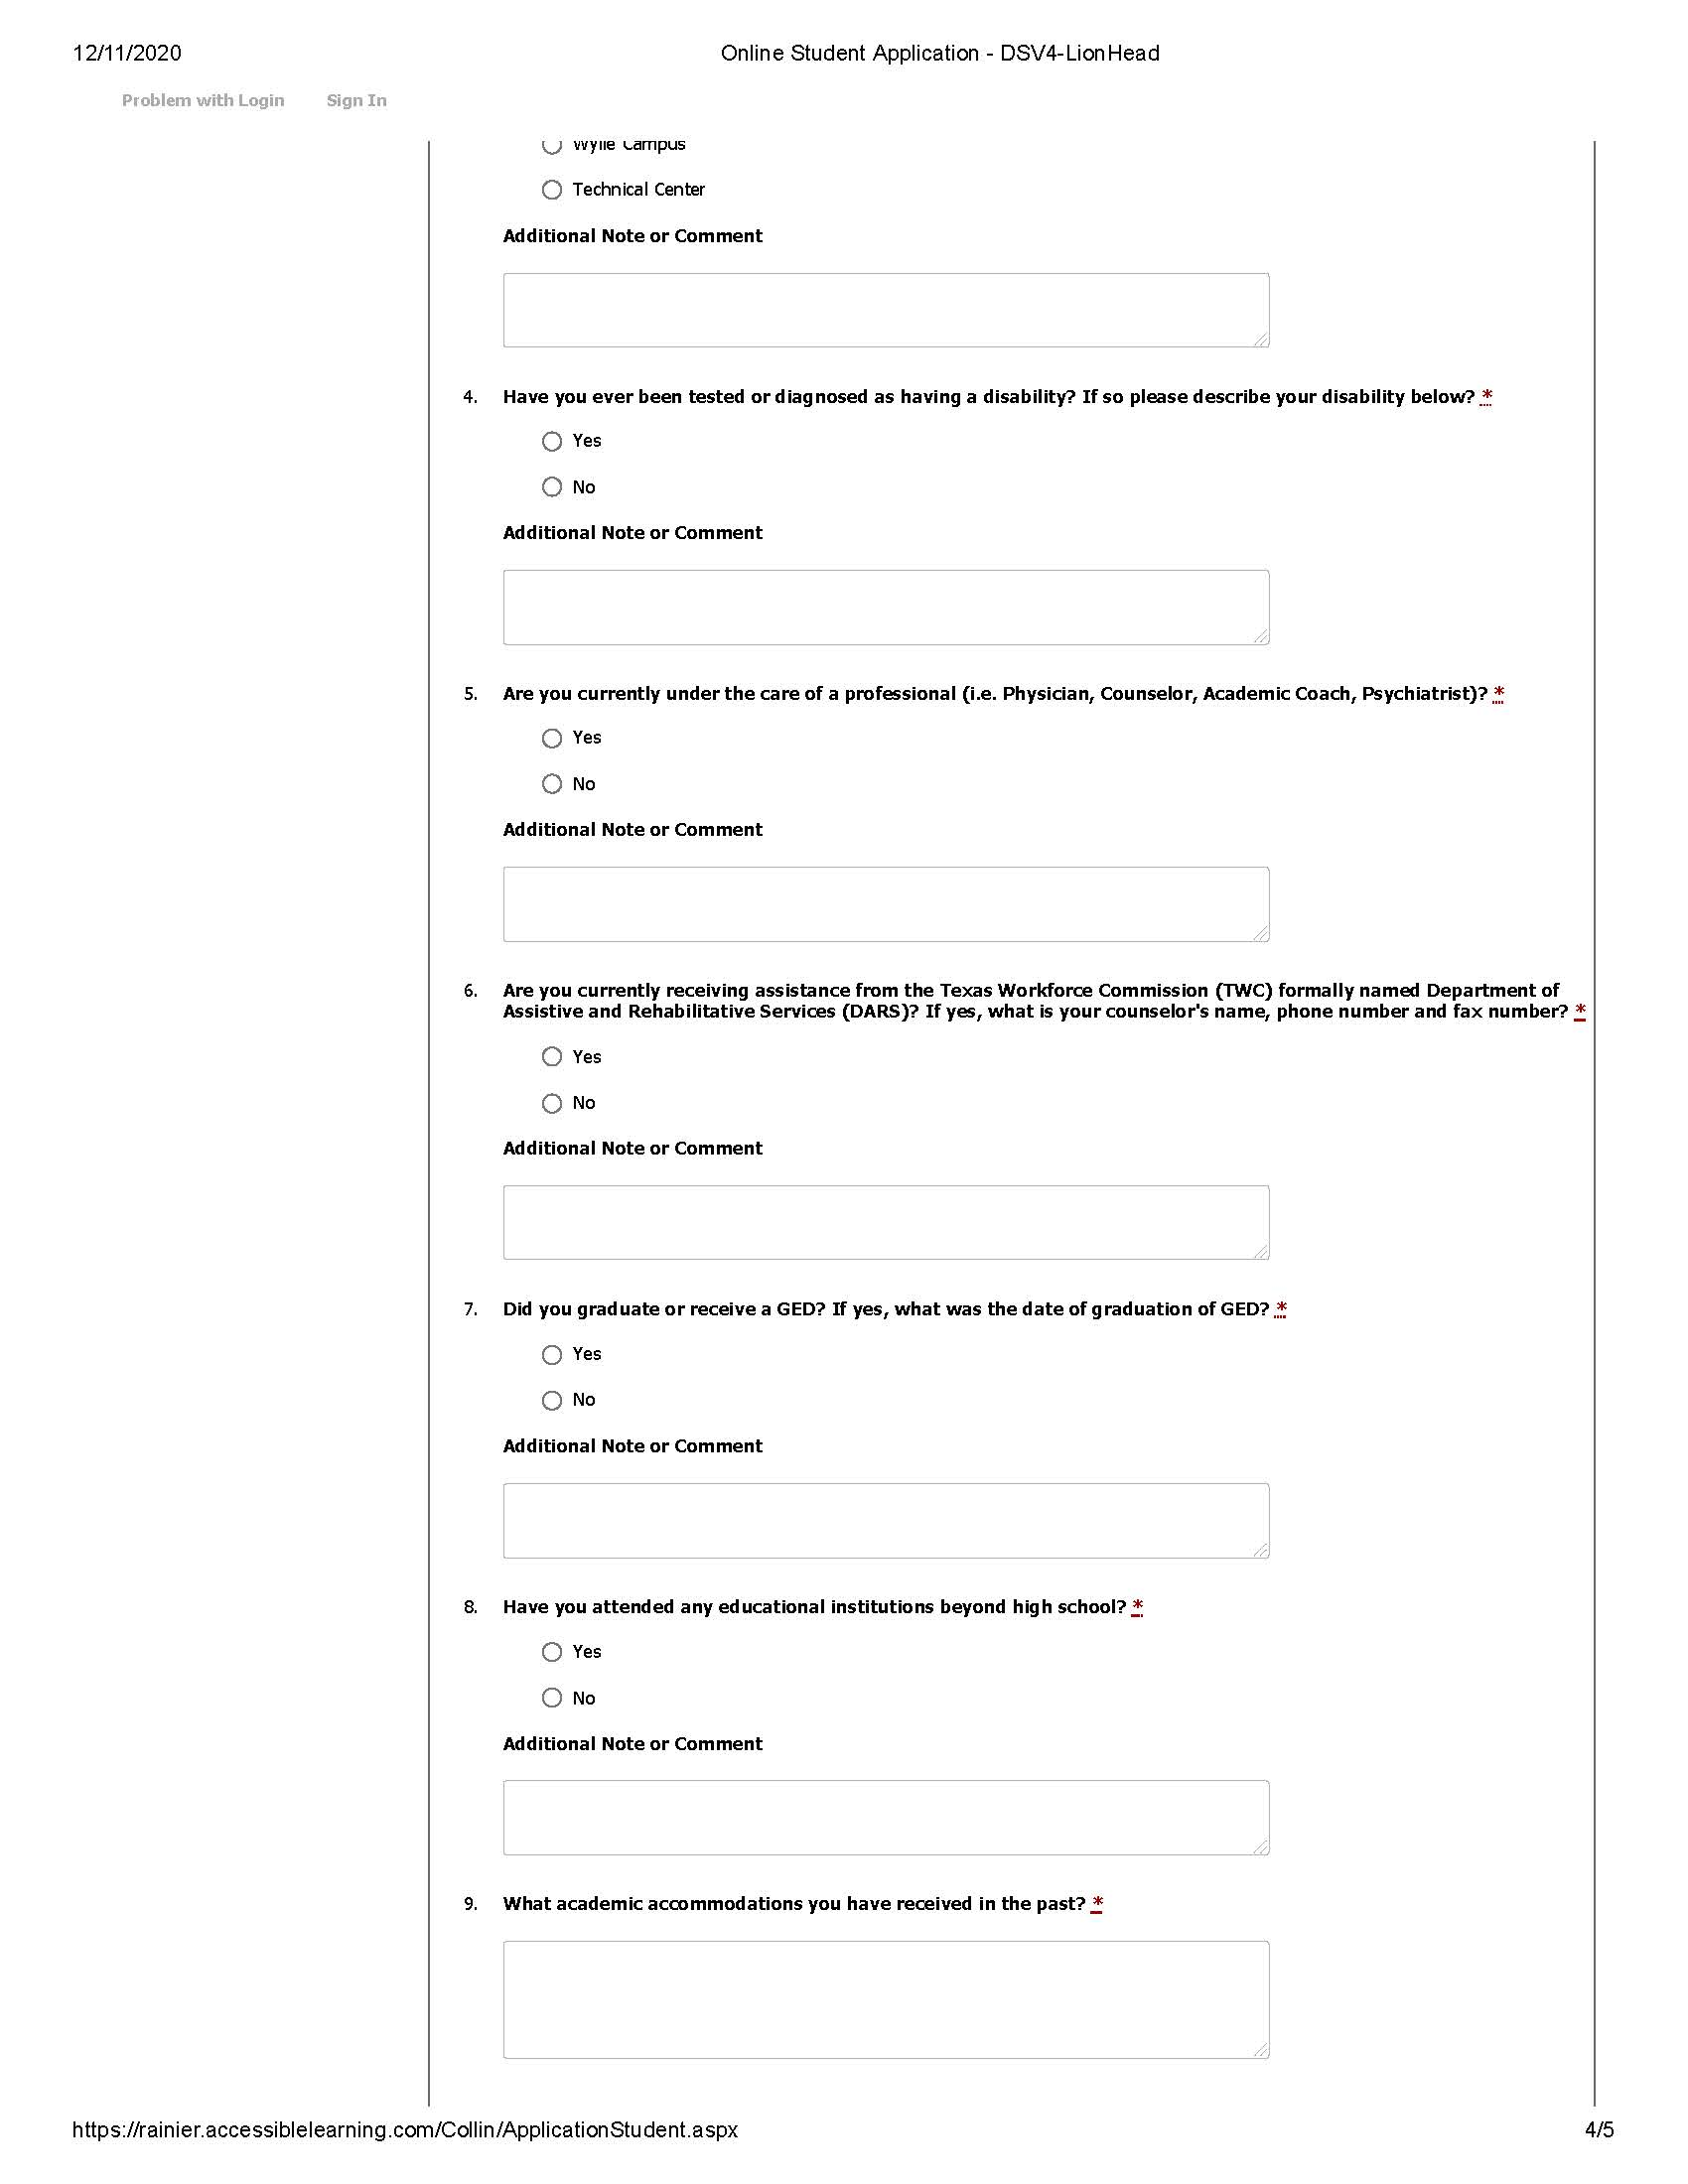 12/11/2020 Online Student Application - DSV4-LionHead
Problem with Login Sign In
Wylie Campus
Technical Center
Additional Note or Comment
4. Have you ever been tested or diagnosed as having a disability? If so please describe your disability below? *
Yes
No
Additional Note or Comment
5. Are you currently under the care of a professional (i.e. Physician, Counselor, Academic Coach, Psychiatrist)? *
Yes
No
Additional Note or Comment
6. Are you currently receiving assistance from the Texas Workforce Commission (TWC) formally named Department of
Assistive and Rehabilitative Services (DARS)? If yes, what is your counselor's name, phone number and fax number? *
Yes
No
Additional Note or Comment
7. Did you graduate or receive a GED? If yes, what was the date of graduation of GED? *
Yes
No
Additional Note or Comment
8. Have you attended any educational institutions beyond high school? *
Yes
No
Additional Note or Comment
9. What academic accommodations you have received in the past? *
https://rainier.accessiblelearning.com/Collin/ApplicationStudent.aspx 4/5